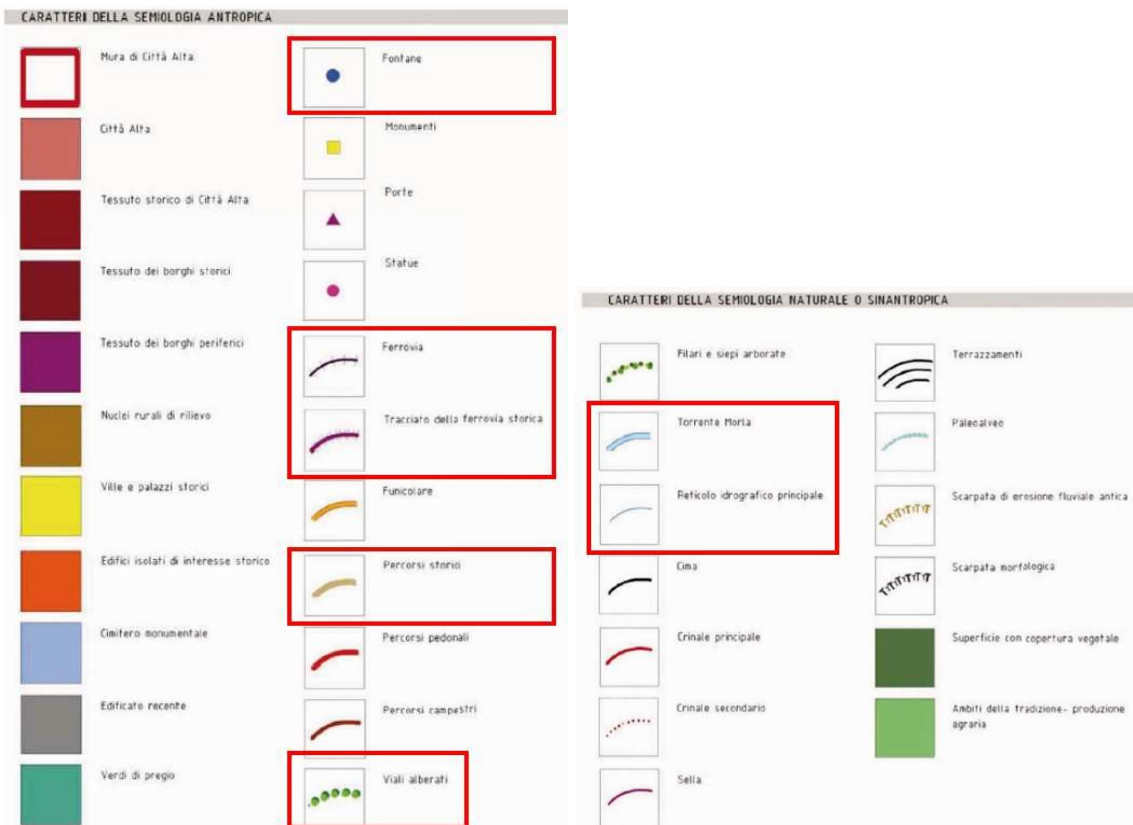 CARATTERI DELLA SEMIOLOGIA ANTROPICA
Mura di Città Alta
Città Alta
Tessuto storico di Città Alta
Tessuto dei borghi storici
Tessuto dei borghi periferici
Nuclei rurali di rilievo
Ville e palazzi storici
Edifici isolati di interesse storico
Cimitero monumentale
Edificato recente
Verdi di pregio
Fontane
Monumenti
Porte
Statue
Ferrovia
Tracciato della ferrovia storica
Funicolare
Percorsi storio
Percorsi pedonali
Percorsi campestri
Viali alberati
CARATTERI DELLA SEMIOLOGIA NATURALE O SINANTROPICA
Filari e siepi arborate
Torrente Morla
Reticolo idrografico principale
Cima
Crinale principale
Crinale secondario
Sella
Terrazzamenti
Paleoalveo
Scarpata di erosione fluviale antica
Scarpata morfologica
Superficie con copertura vegetale
Ambiti della tradizione- produzione
agraria